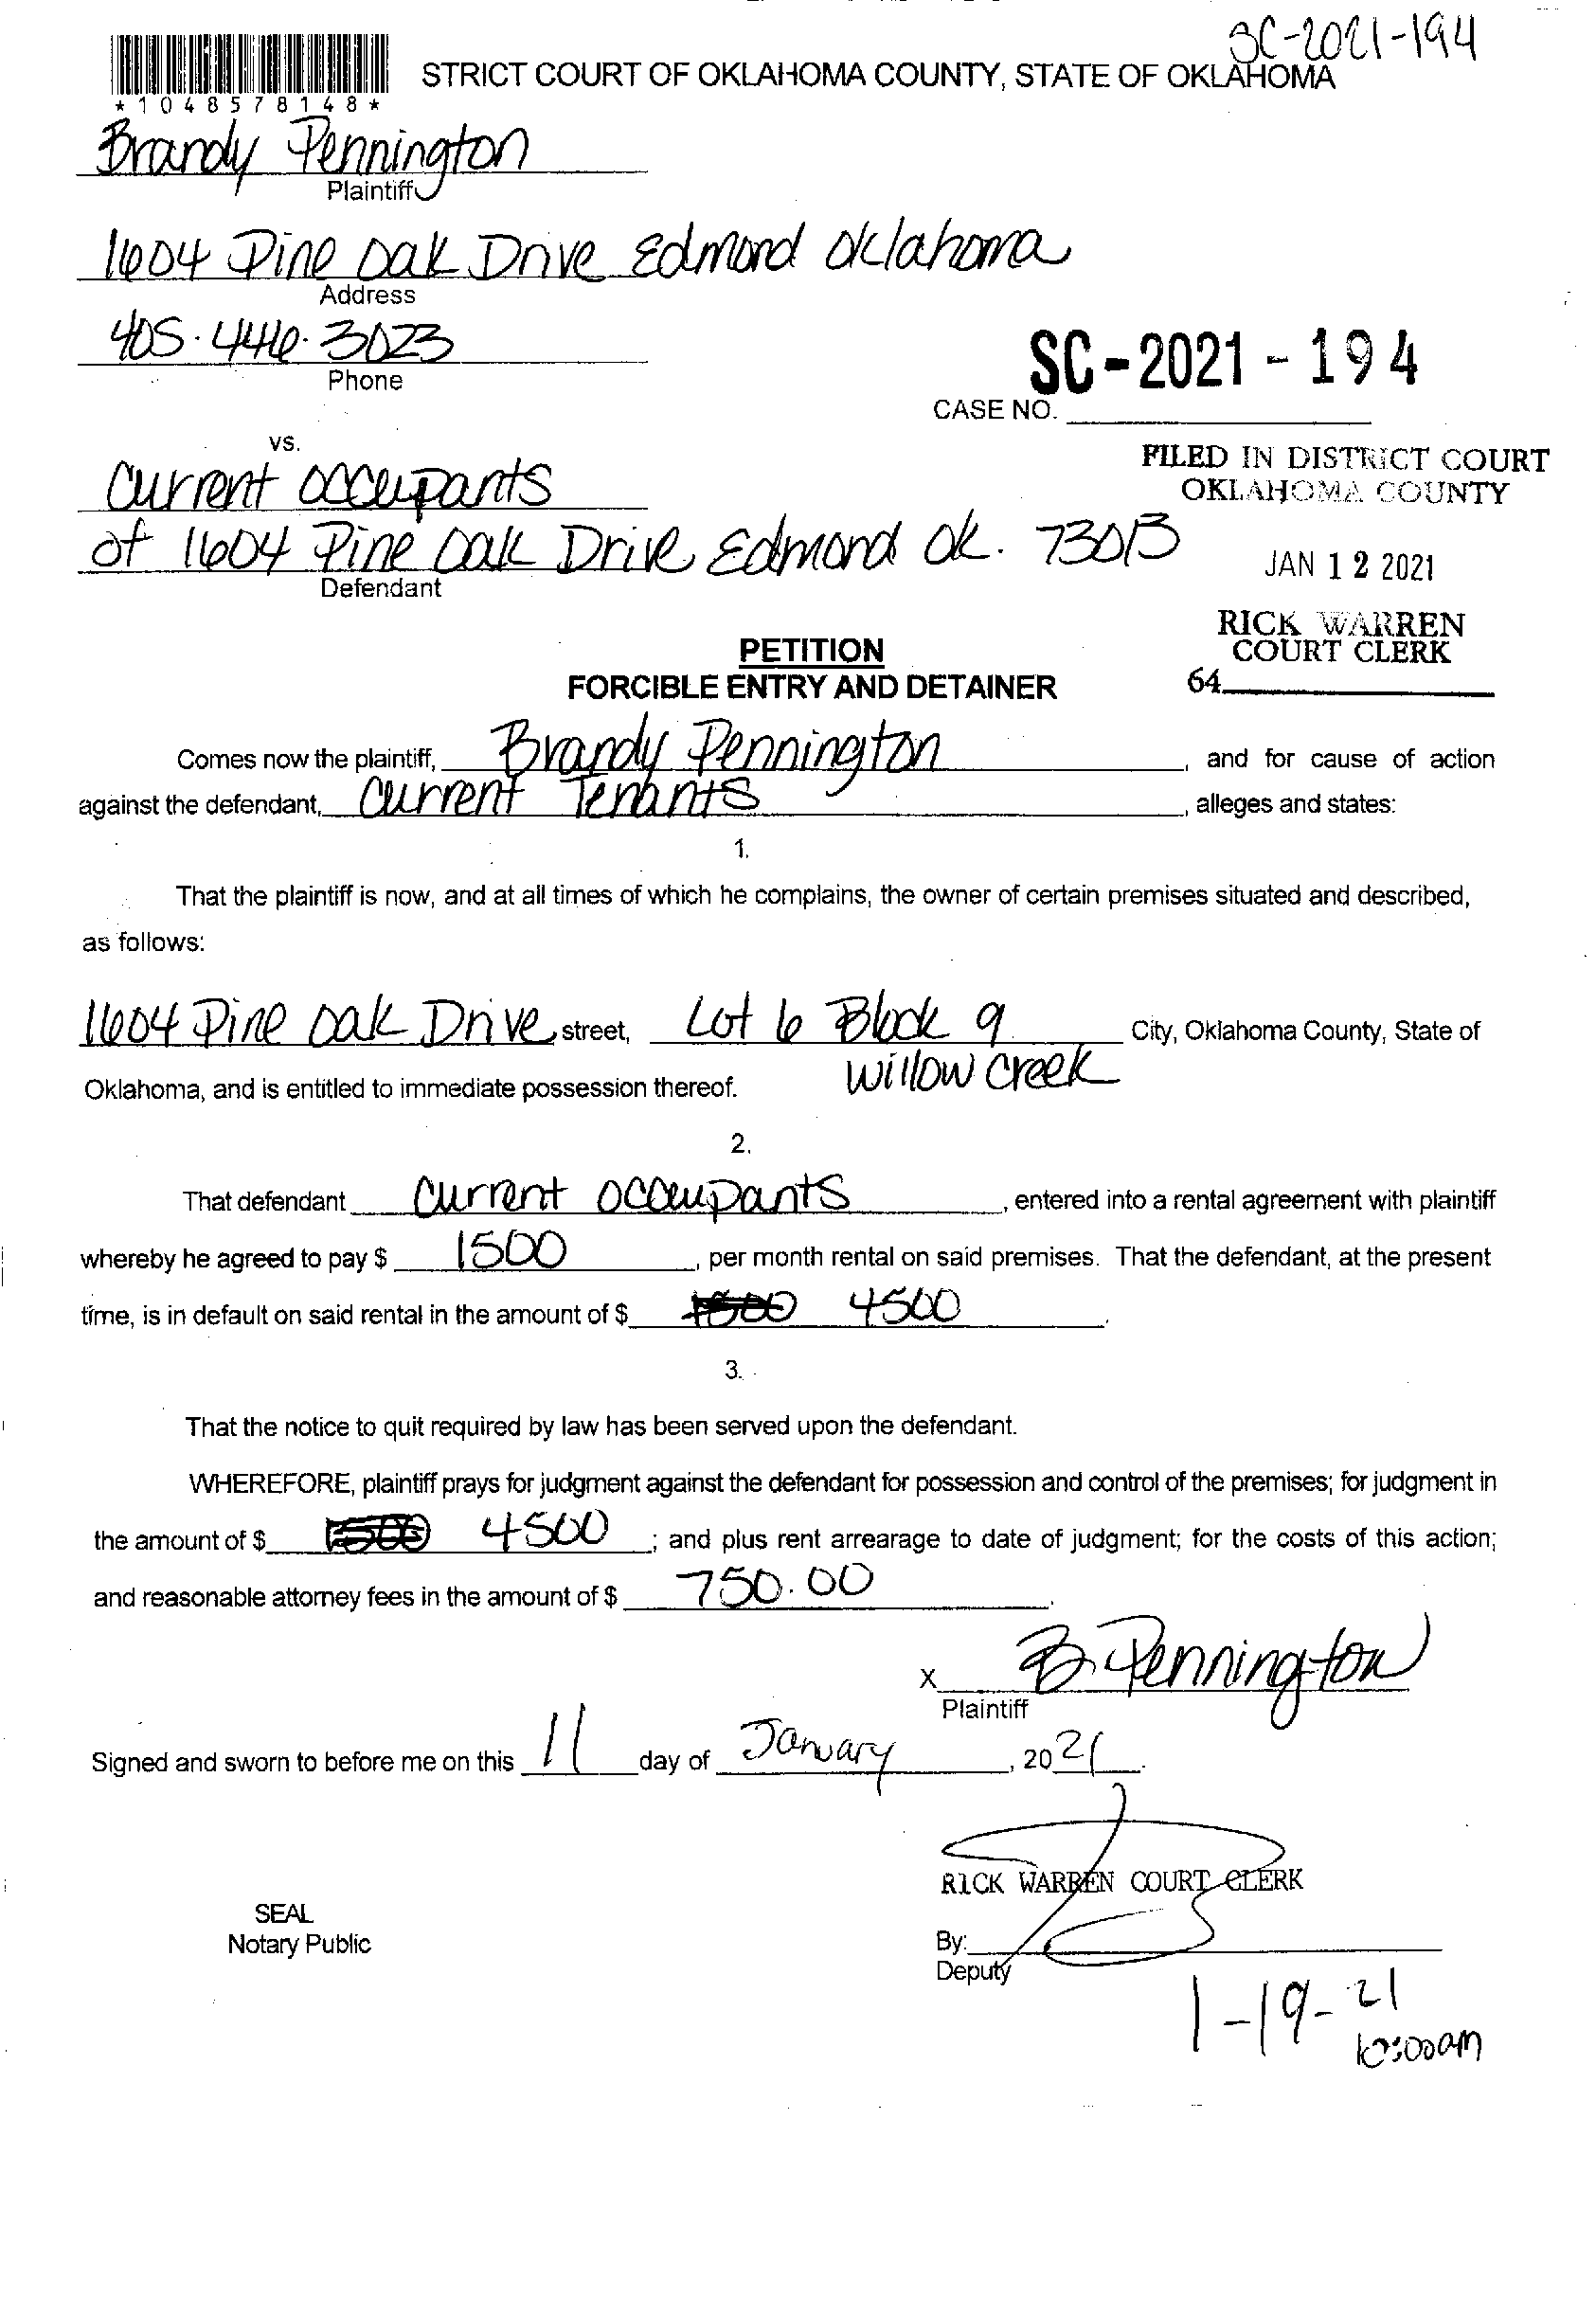 SC-2021-194
STRICT COURT OF OKLAHOMA COUNTY, STATE OF OKLAHOMA
*1048578148*
Brandy Pennington
Plaintiff
1604 Pine Oak Drive Edmond Oklahoma
Address
405.446.3023
Phone
SC-2021-194
CASE NO.
vs.
FILED IN DISTRICT COURT
OKLAHOMA COUNTY
Current occupants
of 1604 Pine Oak Drive Edmond Ok. 73013
JAN 12 2021
Defendant
RICK WARREN
COURT CLERK
64
PETITION
FORCIBLE ENTRY AND DETAINER
Comes now the plaintiff, Brandy Pennington, and for cause of action
against the defendant, Current Tenants, alleges and states:
1.
That the plaintiff is now, and at all times of which he complains, the owner of certain premises situated and described,
as follows:
1604 Pine Oak Drive street, Lot 6 Block 9 City, Oklahoma County, State of
Willow Creek
Oklahoma, and is entitled to immediate possession thereof.
2.
That defendant Current occupants, entered into a rental agreement with plaintiff
whereby he agreed to pay $ 1500, per month rental on said premises. That the defendant, at the present
time, is in default on said rental in the amount of $ 4500.
3.
That the notice to quit required by law has been served upon the defendant.
WHEREFORE, plaintiff prays for judgment against the defendant for possession and control of the premises; for judgment in
the amount of $ 4500; and plus rent arrearage to date of judgment; for the costs of this action;
and reasonable attorney fees in the amount of $ 750.00.
X B Pennington
Plaintiff
Signed and sworn to before me on this 11 day of January, 2021.
RICK WARREN COURT CLERK
SEAL
Notary Public
By:
Deputy
1-19-21
10:00am